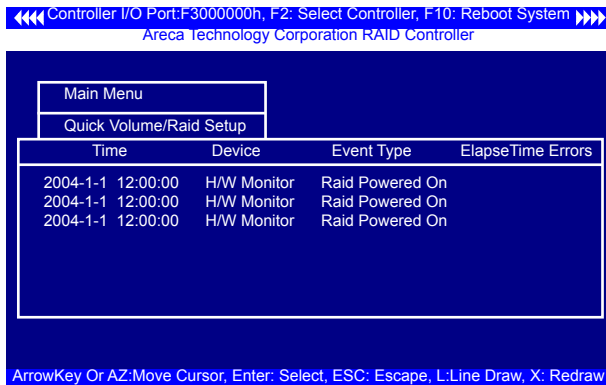 Controller I/O Port:F3000000h, F2: Select Controller, F10: Reboot System
Areca Technology Corporation RAID Controller
Main Menu
Quick Volume/Raid Setup
Time Device Event Type ElapseTime Errors
2004-1-1 12:00:00 H/W Monitor Raid Powered On
2004-1-1 12:00:00 H/W Monitor Raid Powered On
2004-1-1 12:00:00 H/W Monitor Raid Powered On
ArrowKey Or AZ:Move Cursor, Enter: Select, ESC: Escape, L:Line Draw, X: Redraw